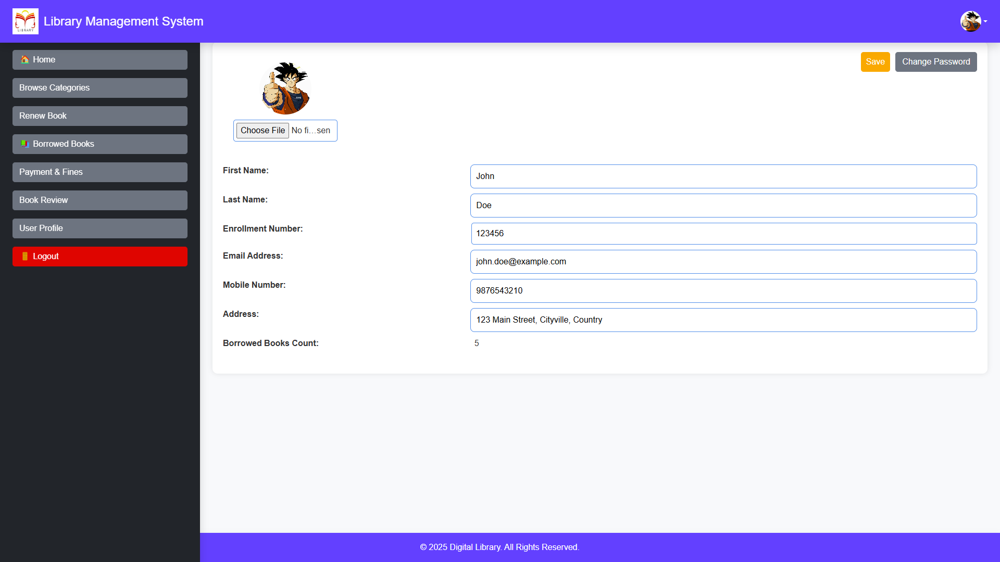 LIBRARY
Library Management System
Home
Browse Categories
Renew Book
Borrowed Books
Payment & Fines
Book Review
User Profile
Logout
Save
Change Password
Choose File No fi...sen
First Name:
John
Last Name:
Doe
Enrollment Number:
123456
Email Address:
john.doe@example.com
Mobile Number:
9876543210
Address:
123 Main Street, Cityville, Country
Borrowed Books Count:
5
© 2025 Digital Library. All Rights Reserved.